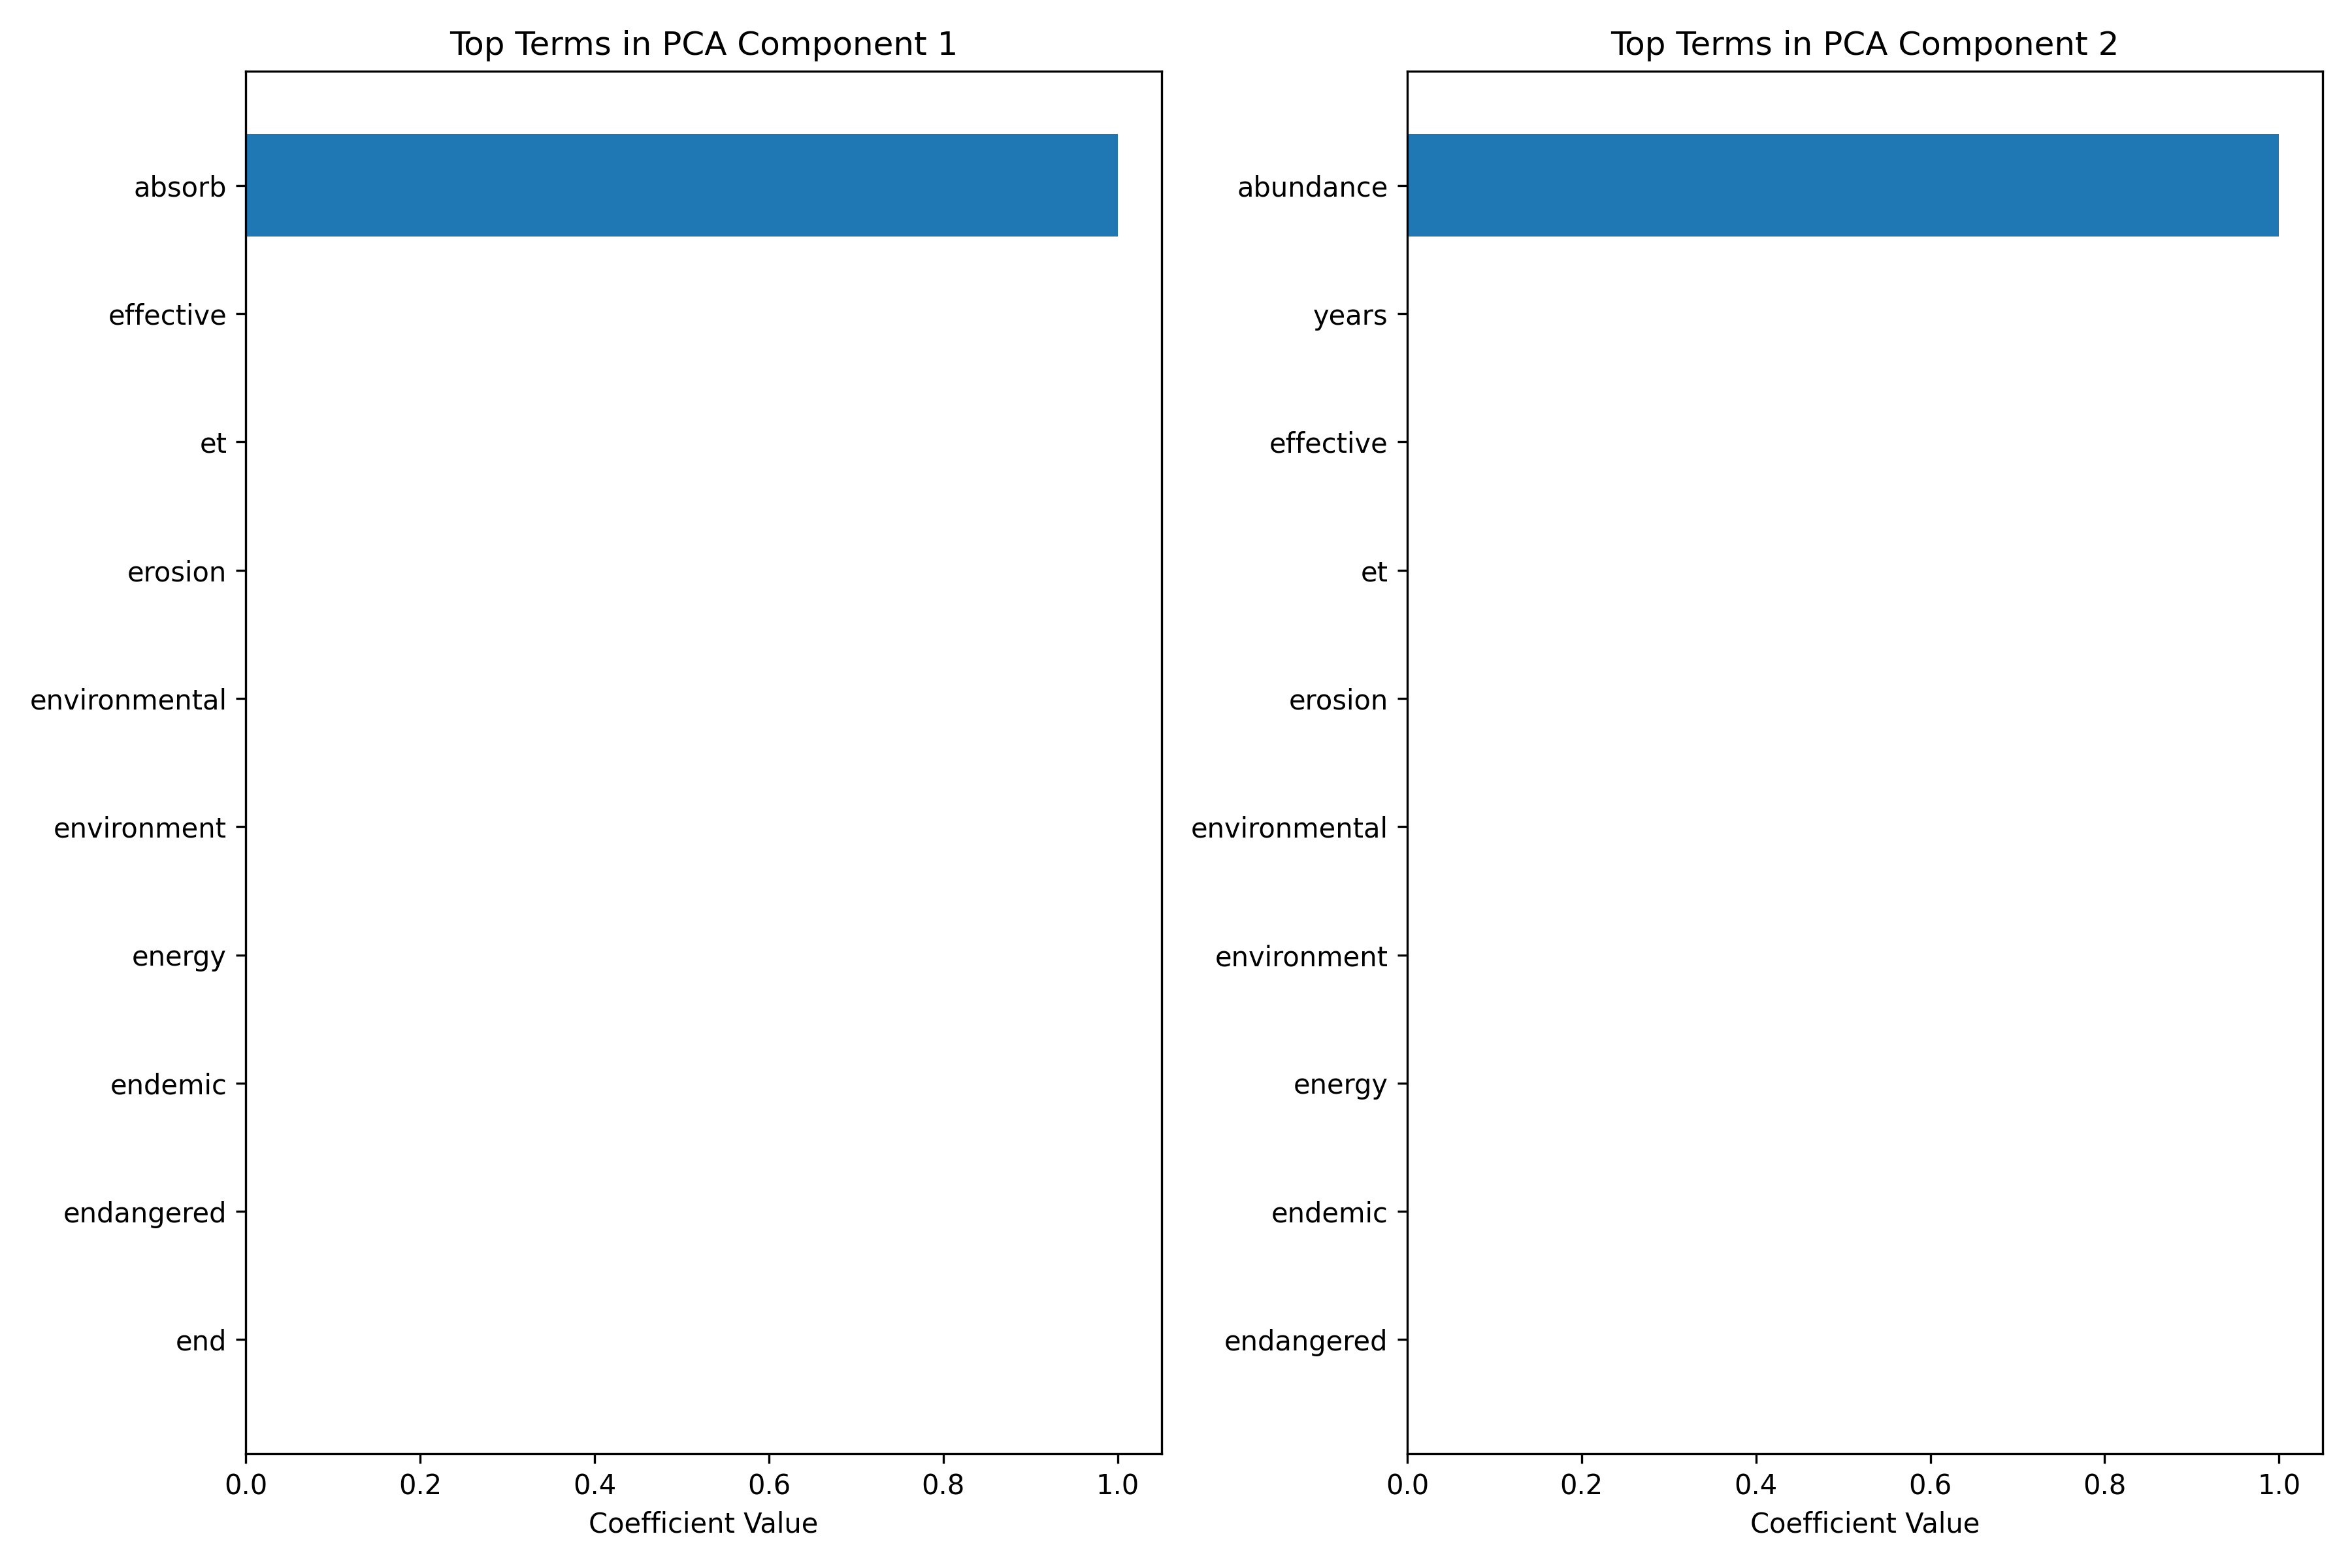 Top Terms in PCA Component 1
absorb
effective
et
erosion
environmental
environment
energy
endemic
endangered
end
0.0 0.2 0.4 0.6 0.8 1.0
Coefficient Value
Top Terms in PCA Component 2
abundance
years
effective
et
erosion
environmental
environment
energy
endemic
endangered
0.0 0.2 0.4 0.6 0.8 1.0
Coefficient Value